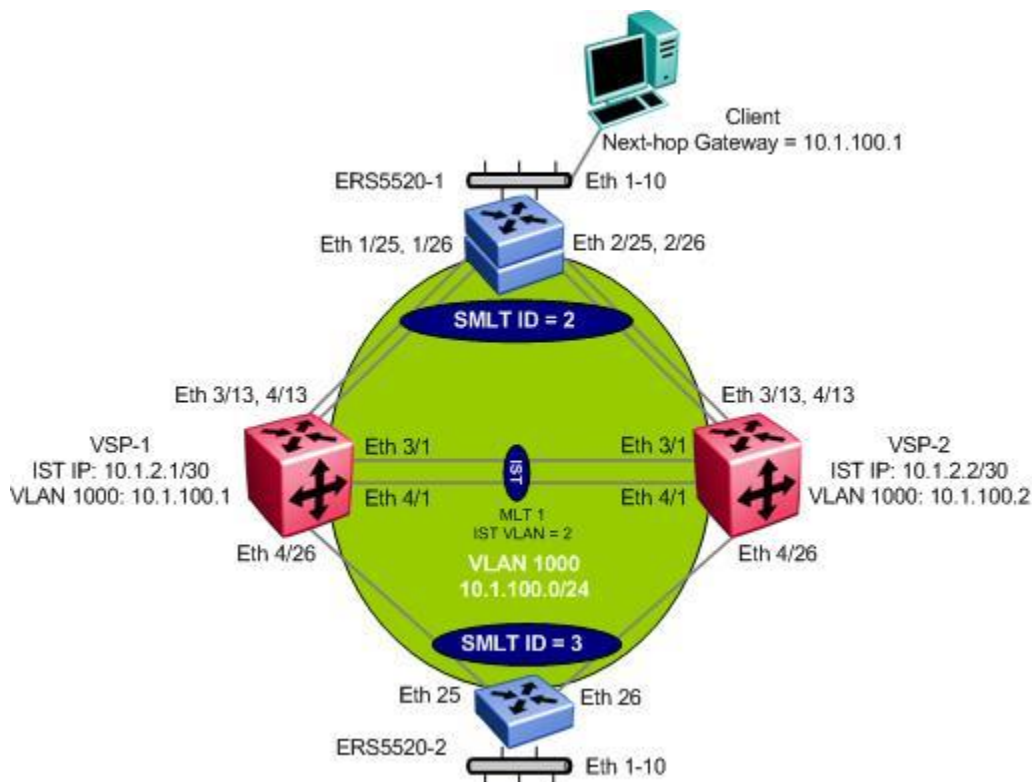 Client
Next-hop Gateway = 10.1.100.1
ERS5520-1
Eth 1-10
Eth 1/25, 1/26
Eth 2/25, 2/26
SMLT ID = 2
Eth 3/13, 4/13
Eth 3/13, 4/13
VSP-1
IST IP: 10.1.2.1/30
VLAN 1000: 10.1.100.1
Eth 3/1
Eth 4/1
IST
Eth 3/1
Eth 4/1
VSP-2
IST IP: 10.1.2.2/30
VLAN 1000: 10.1.100.2
MLT 1
IST VLAN = 2
Eth 4/26
Eth 4/26
VLAN 1000
10.1.100.0/24
SMLT ID = 3
Eth 25
Eth 26
ERS5520-2
Eth 1-10